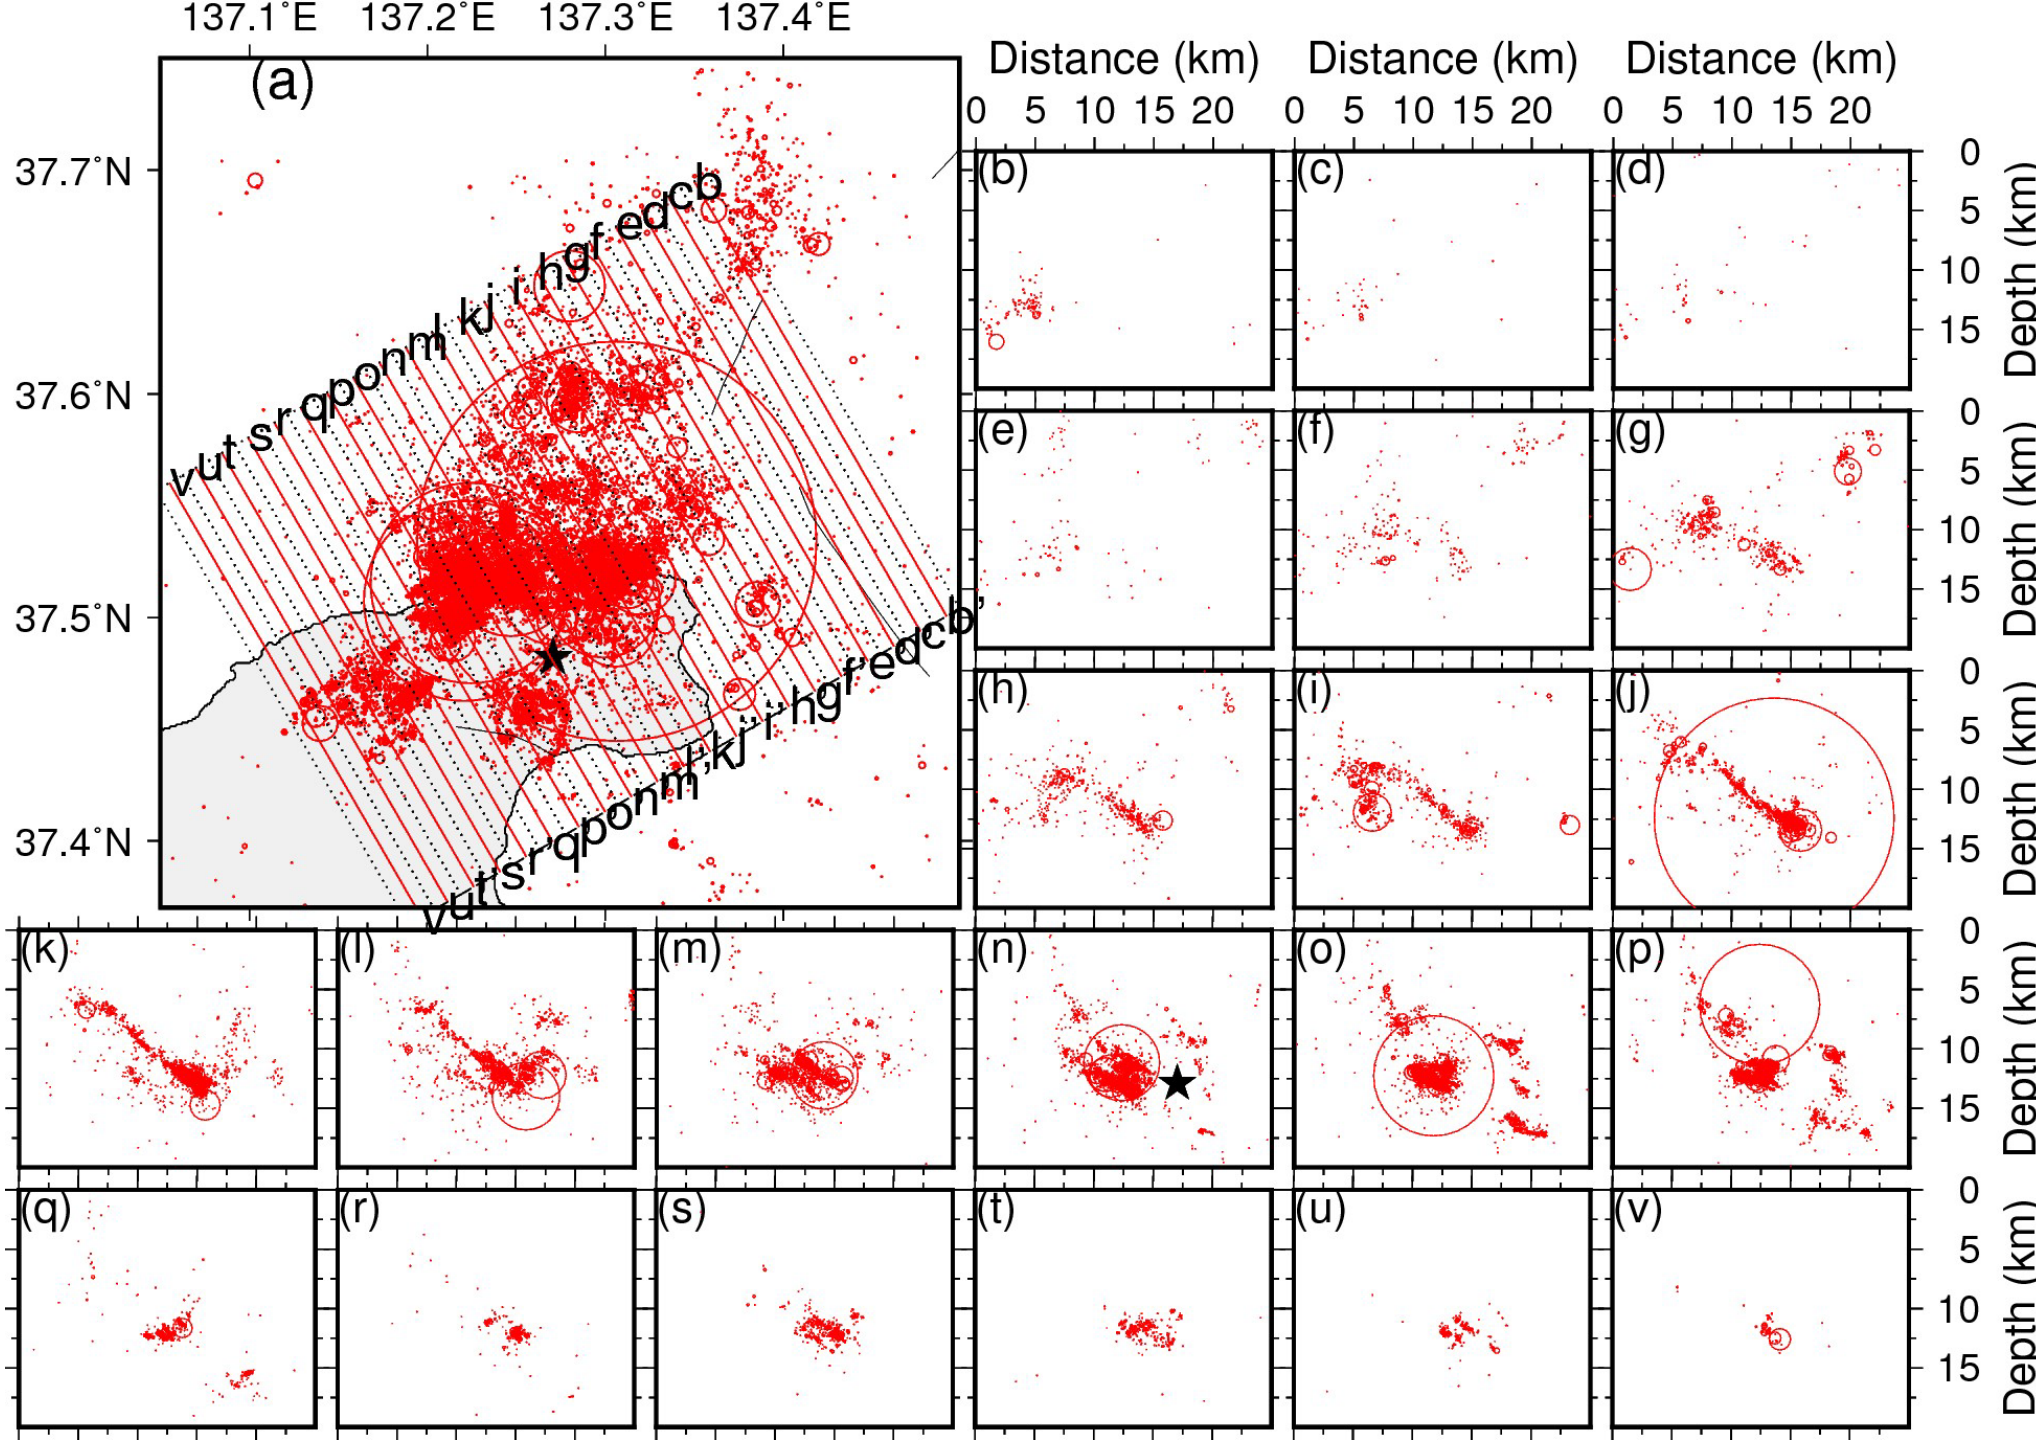 137.1°E 137.2°E 137.3°E 137.4°E
Distance (km) Distance (km) Distance (km)
0 5 10 15 20 0 5 10 15 20 0 5 10 15 20
(a)
37.7°N
37.6°N
37.5°N
37.4°N
v u t s r q p o n m l k j i h g f e d c b
v' u' t' s' r' q' p' o' n' m' l' k' j' i' h' g' f' e' d' c' b'
(b) (c) (d)
0
5
10
15
Depth (km)
(e) (f) (g)
0
5
10
15
Depth (km)
(h) (i) (j)
0
5
10
15
Depth (km)
(k) (l) (m) (n) (o) (p)
0
5
10
15
Depth (km)
(q) (r) (s) (t) (u) (v)
0
5
10
15
Depth (km)